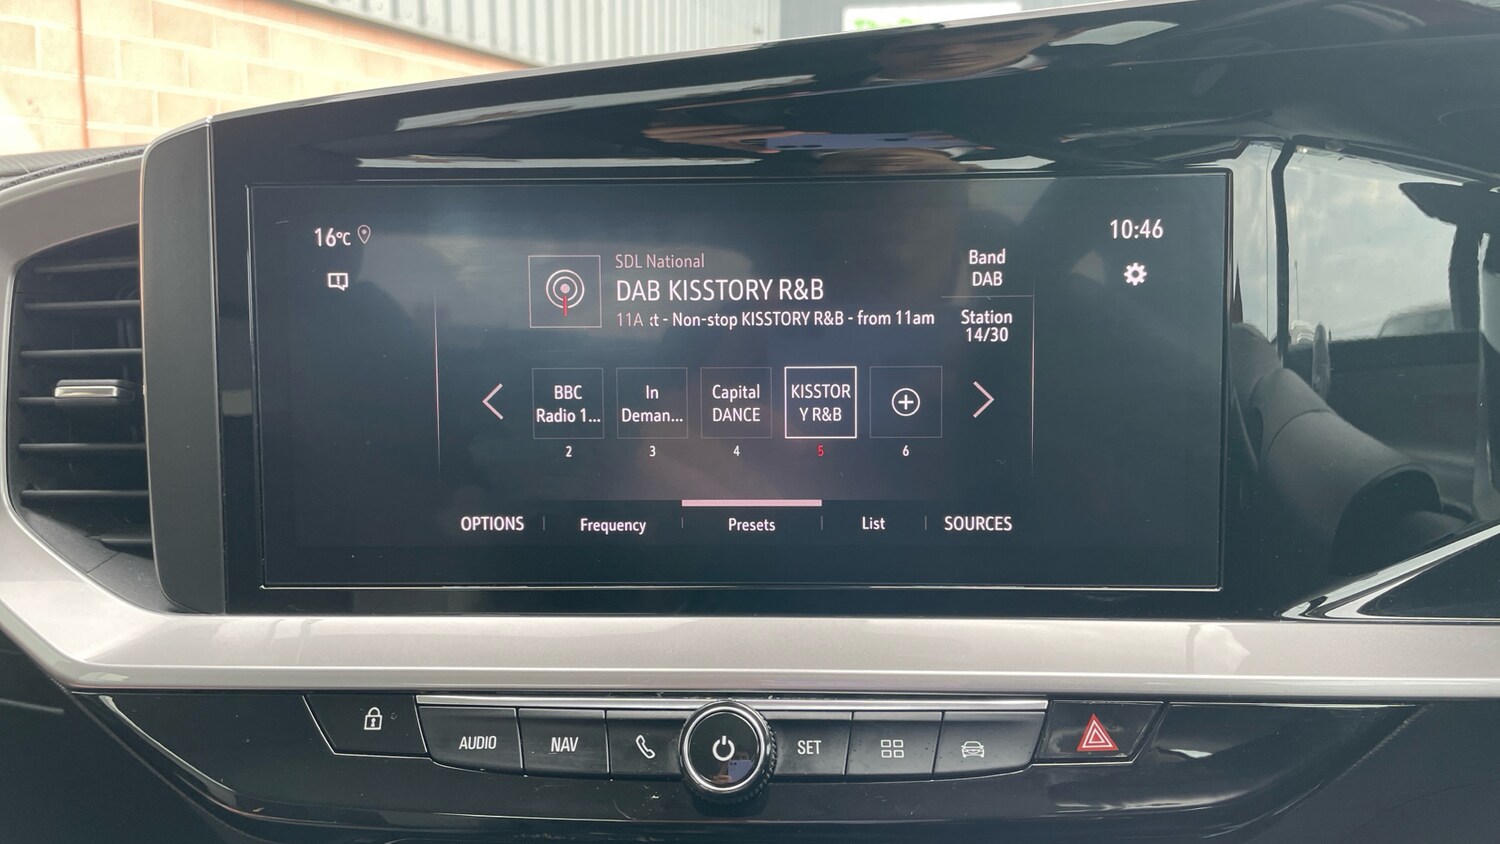 16°C
10:46
SDL National
DAB KISSTORY R&B
11A :t - Non-stop KISSTORY R&B - from 11am
Band
DAB
Station
14/30
BBC
Radio 1...
In
Deman...
Capital
DANCE
KISSTOR
Y R&B
2
3
4
5
6
OPTIONS
Frequency
Presets
List
SOURCES
AUDIO
NAV
SET